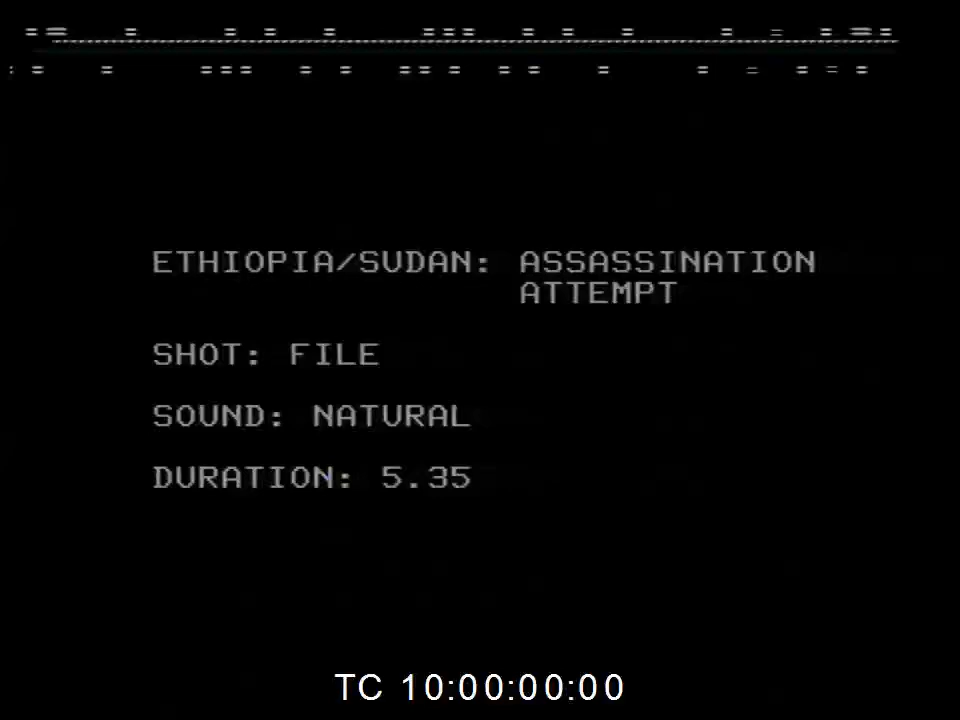 ETHIOPIA/SUDAN: ASSASSINATION
ATTEMPT
SHOT: FILE
SOUND: NATURAL
DURATION: 5.35
TC 10:00:00:00